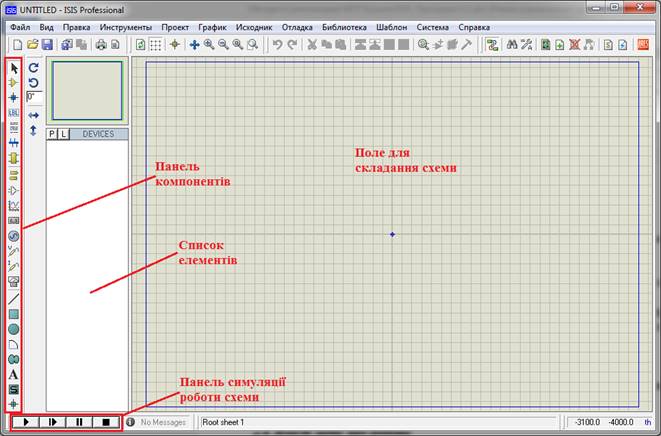 UNTITLED - ISIS Professional
Файл Вид Правка Инструменты Проект График Исходник Отладка Библиотека Шаблон Система Справка
0°
P L DEVICES
LBL
A
S
Панель
компонентів
Поле для
складання схеми
Список
елементів
Панель симуляції
роботи схеми
No Messages
Root sheet 1
-3100.0 -4000.0 th